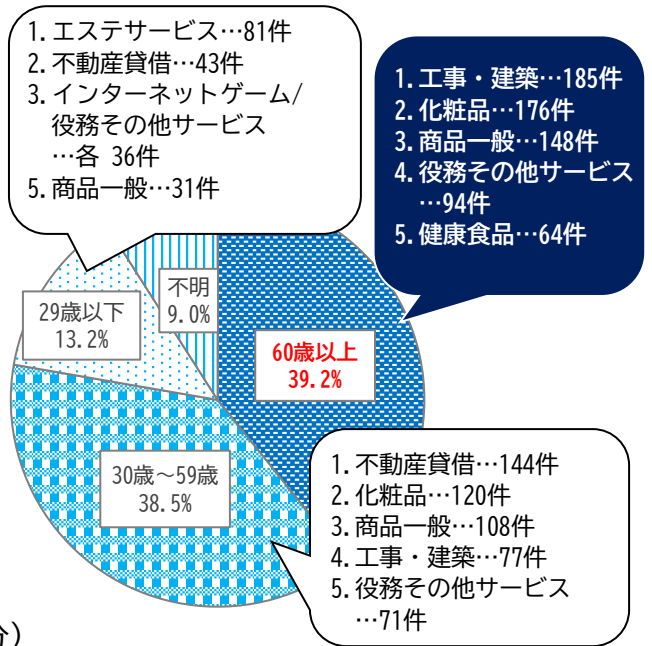 1.エステサービス…81件
2.不動産貸借…43件
3.インターネットゲーム/
役務その他サービス
…各 36件
5.商品一般…31件
1.工事・建築…185件
2.化粧品…176件
3.商品一般…148件
4.役務その他サービス
…94件
5.健康食品…64件
不明
9.0%
29歳以下
13.2%
60歳以上
39.2%
30歳～59歳
38.5%
1.不動産貸借…144件
2.化粧品…120件
3.商品一般…108件
4.工事・建築…77件
5.役務その他サービス
…71件
分)